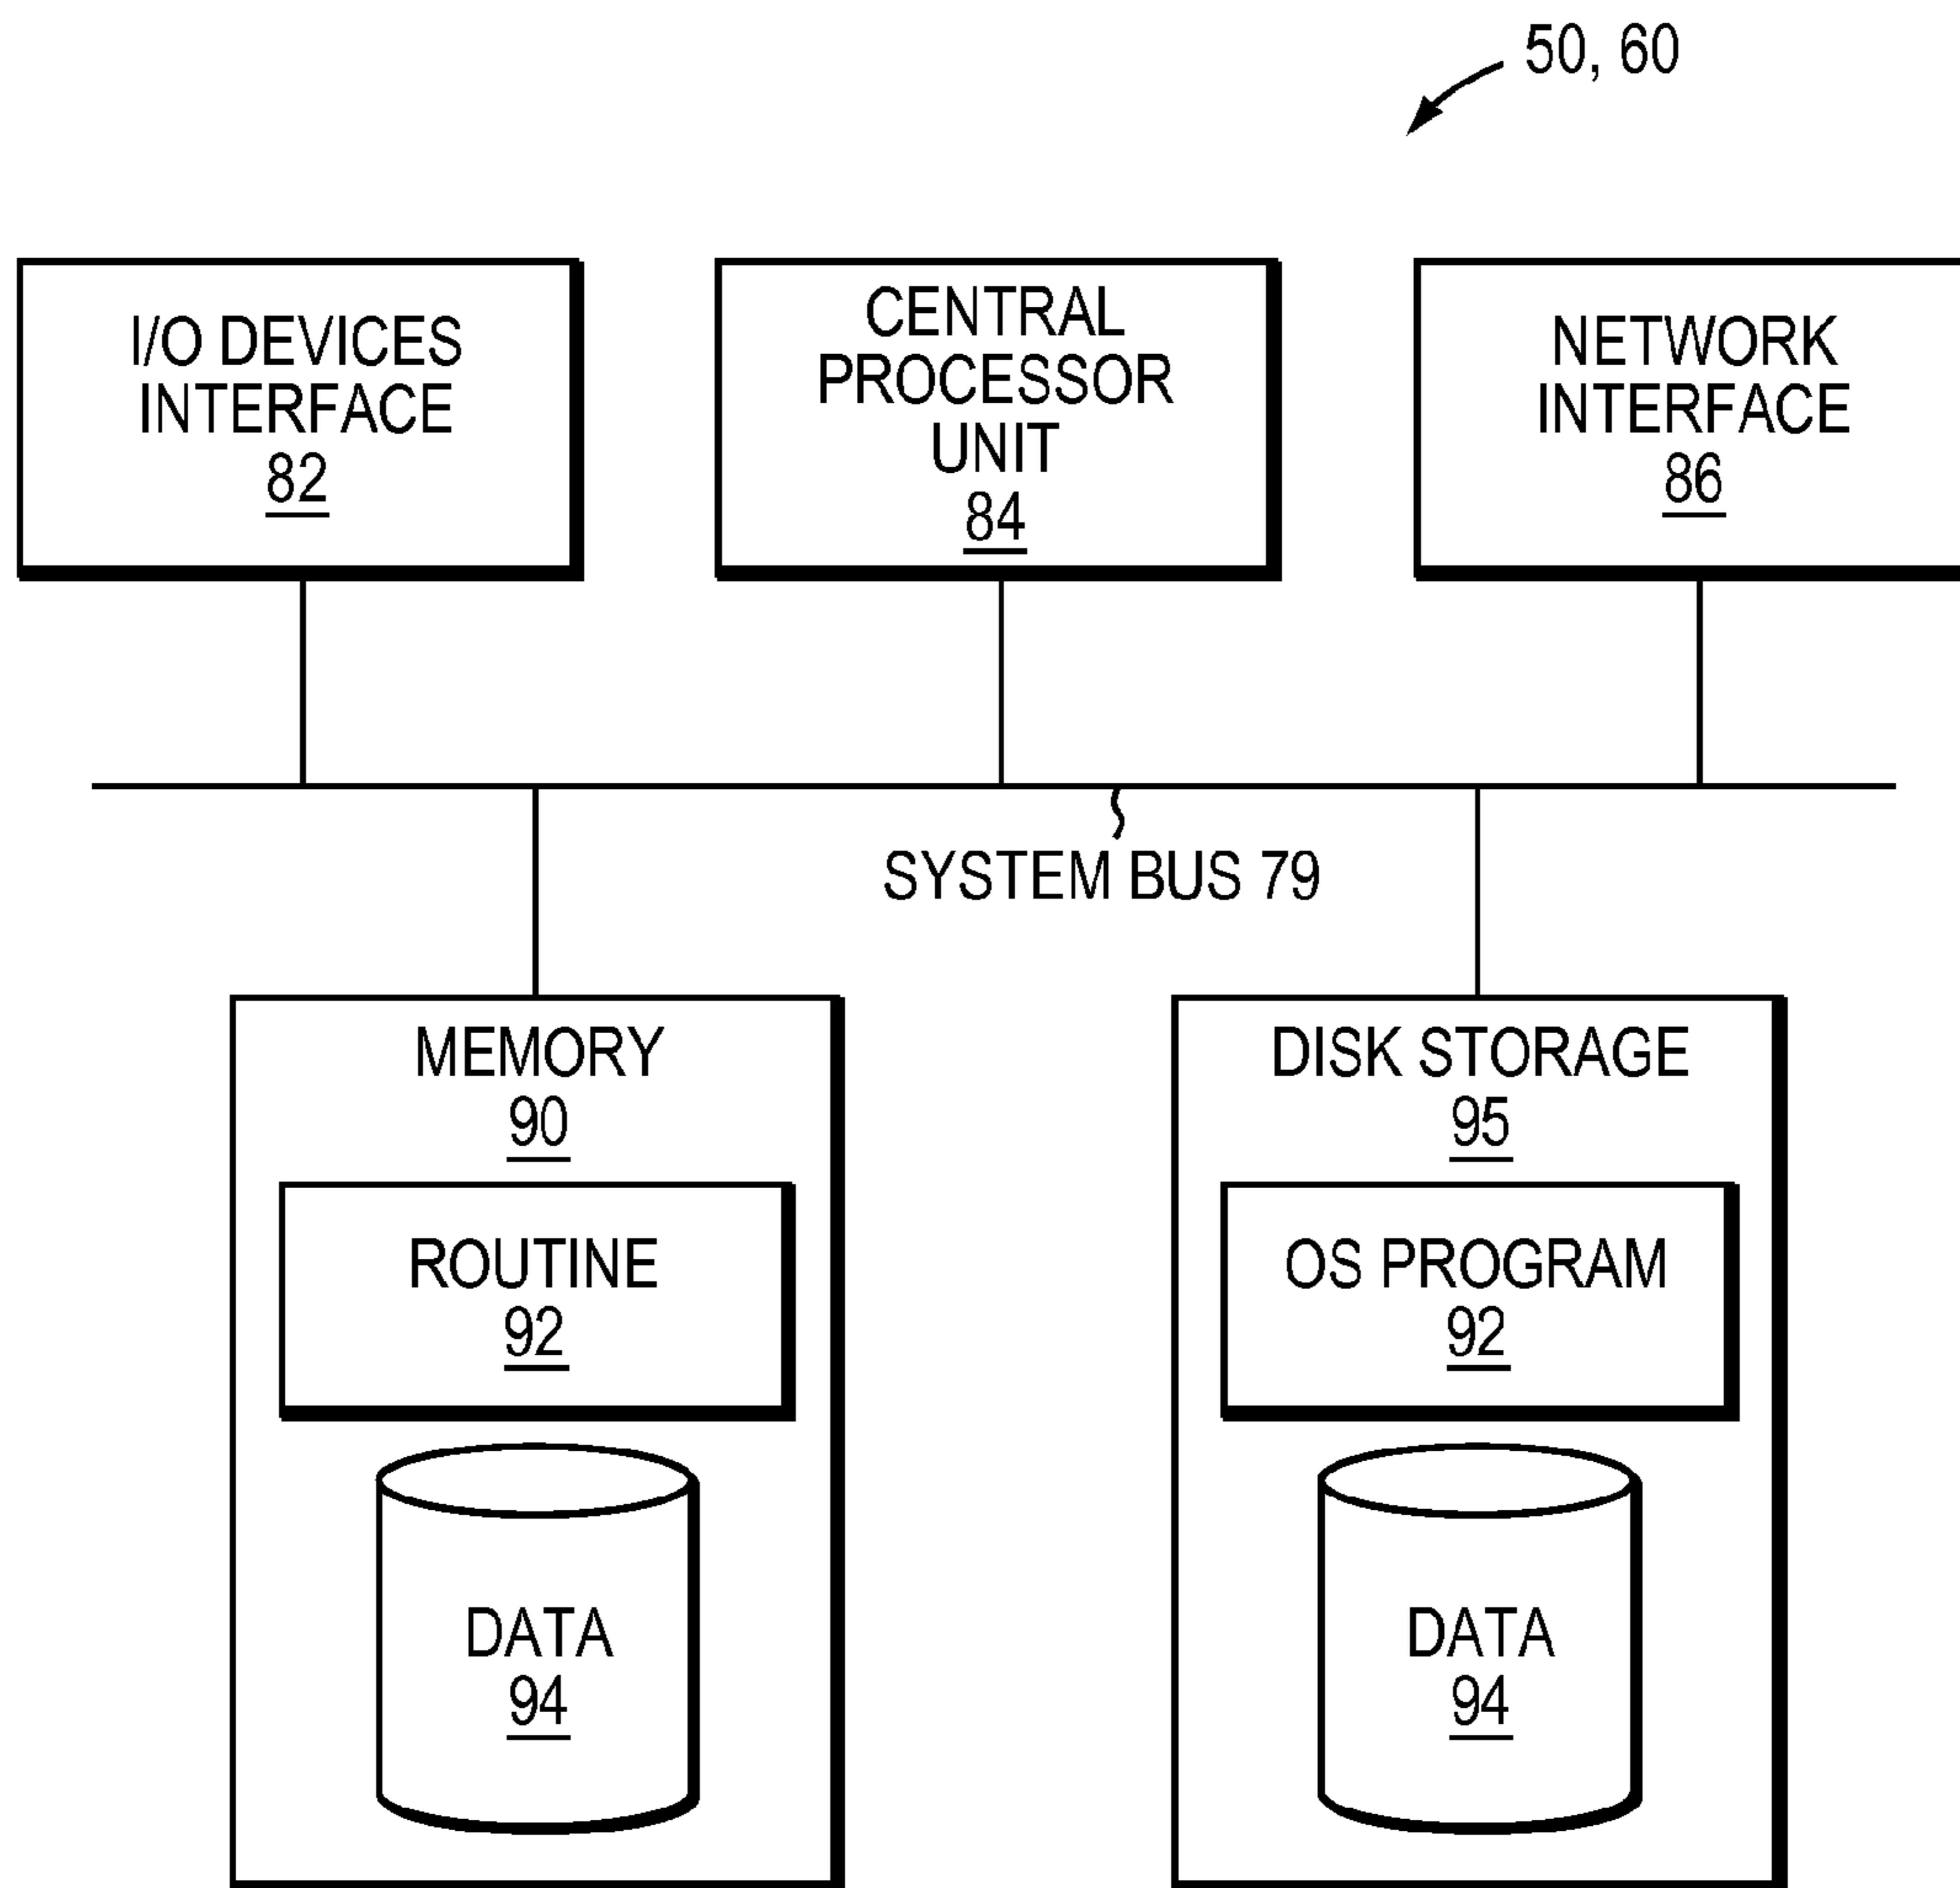 50, 60
I/O DEVICES
INTERFACE
82
CENTRAL
PROCESSOR
UNIT
84
NETWORK
INTERFACE
86
SYSTEM BUS 79
MEMORY
90
ROUTINE
92
DATA
94
DISK STORAGE
95
OS PROGRAM
92
DATA
94